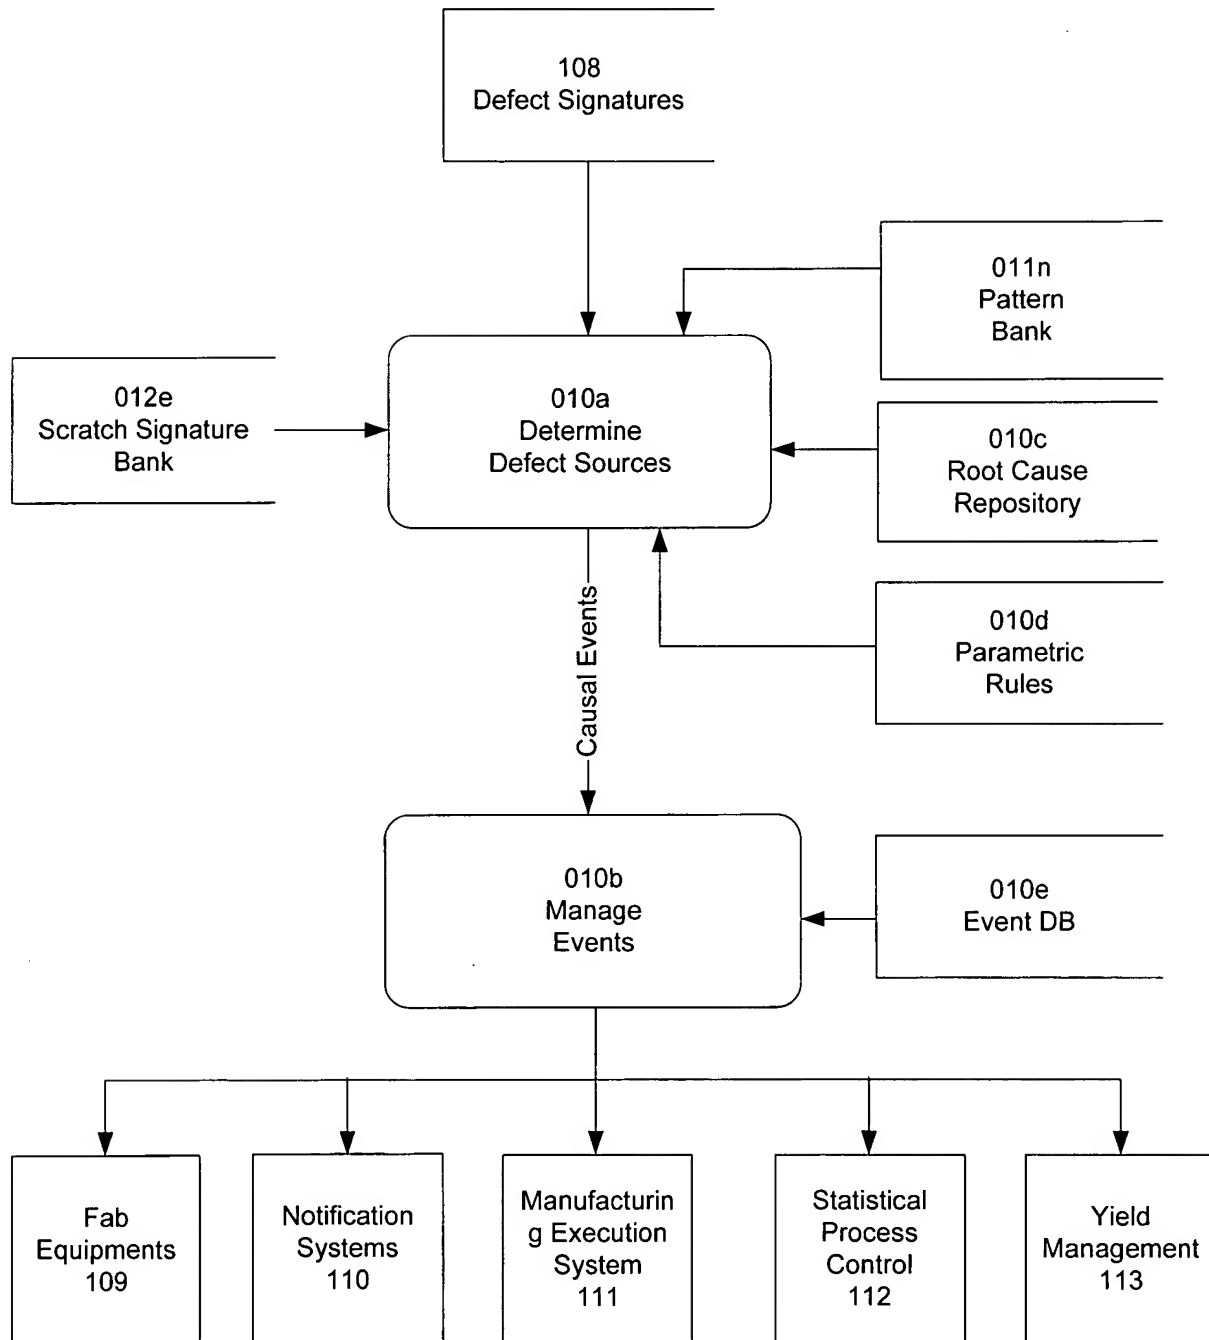 108
Defect Signatures
011n
Pattern
Bank
012e
Scratch Signature
Bank
010a
Determine
Defect Sources
010c
Root Cause
Repository
010d
Parametric
Rules
Causal Events
010b
Manage
Events
010e
Event DB
Fab
Equipments
109
Notification
Systems
110
Manufacturin
g Execution
System
111
Statistical
Process
Control
112
Yield
Management
113